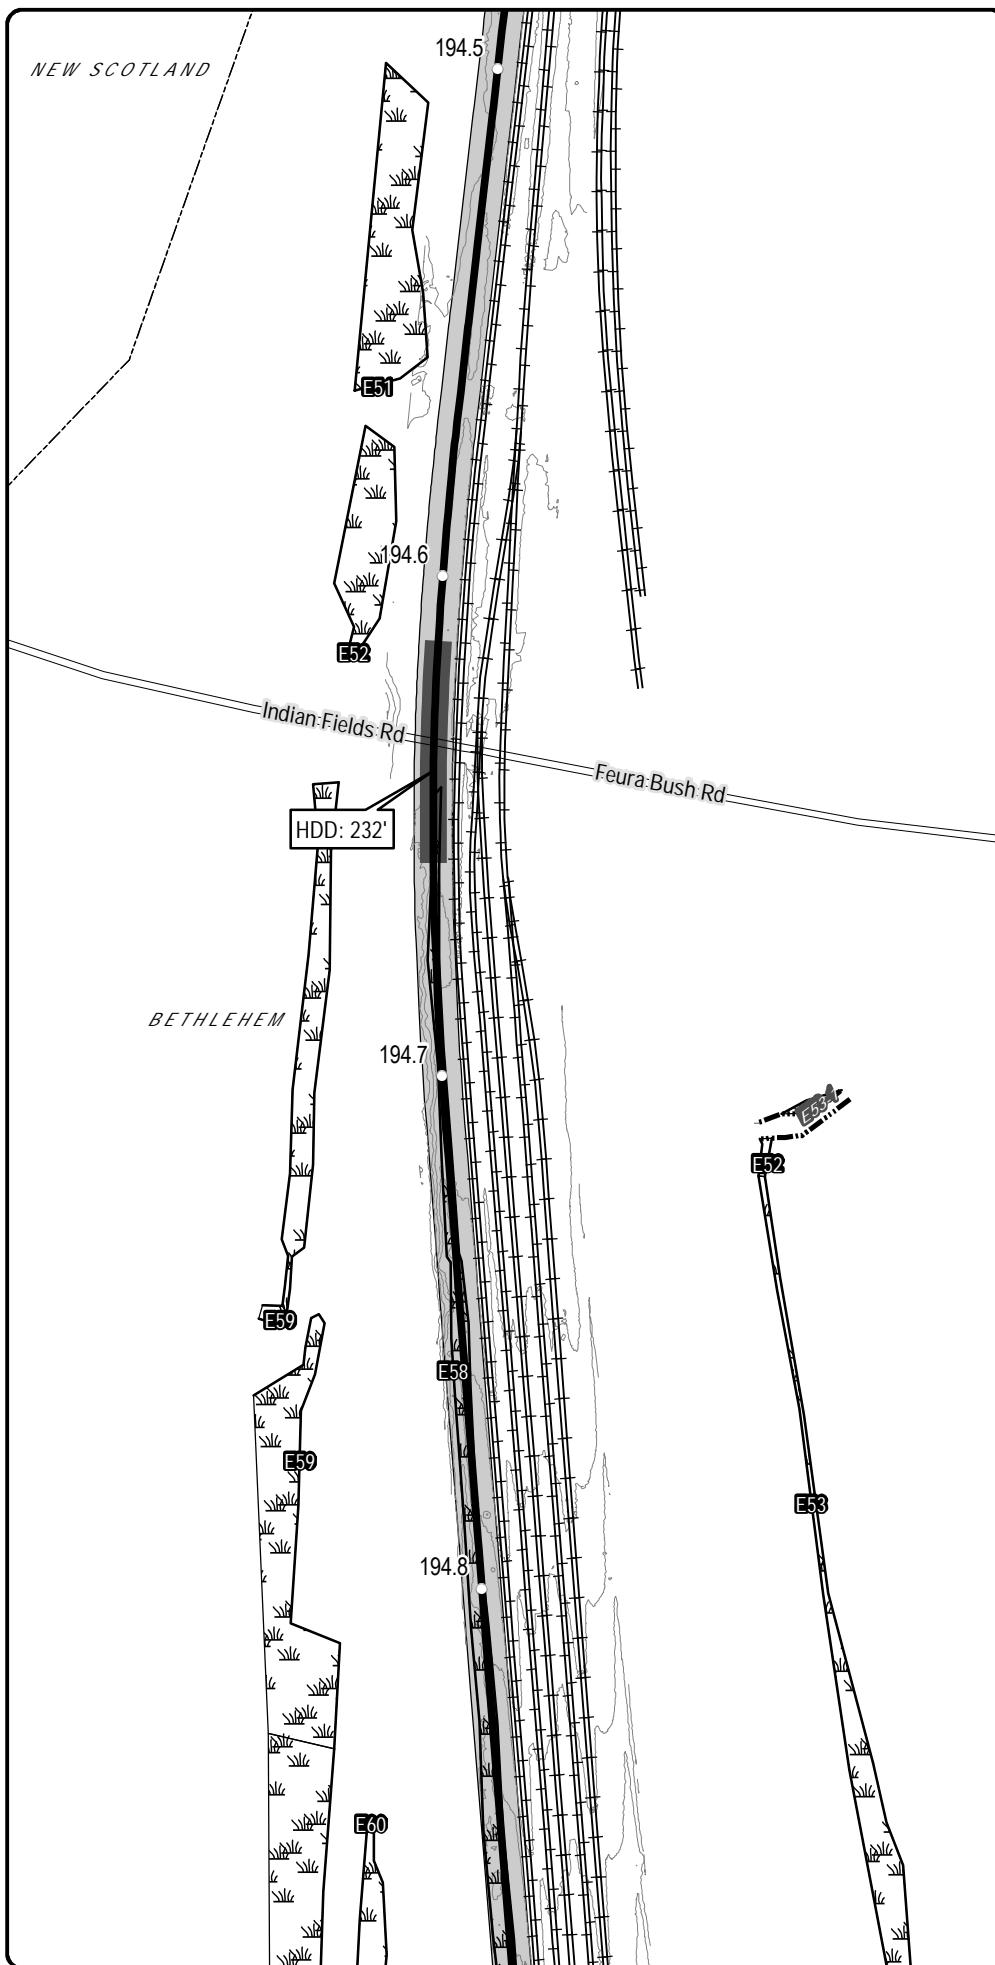 194.5
NEW SCOTLAND
E51
194.6
E52
Indian Fields Rd
Feura Bush Rd
HDD: 232'
BETHLEHEM
194.7
E53-1
E52
E59
E58
E59
E53
194.8
E60